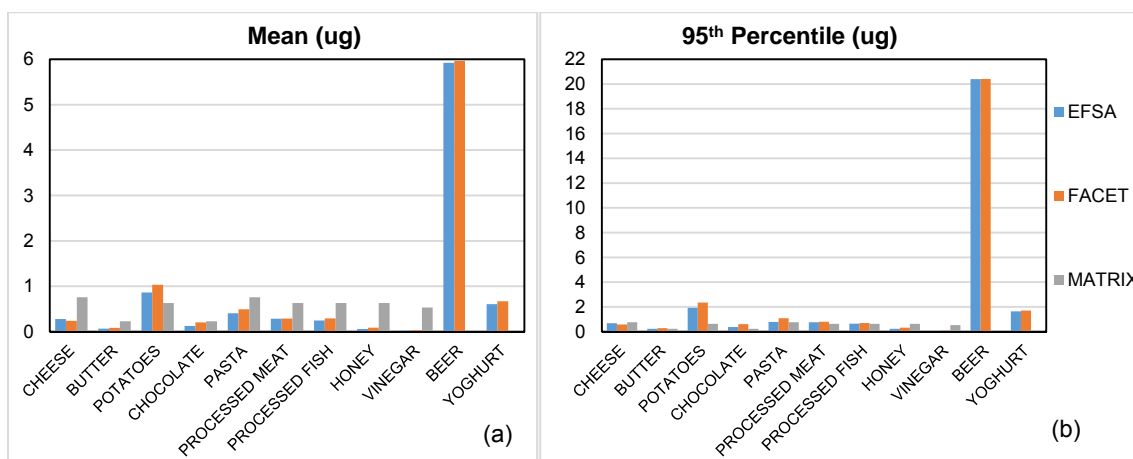 Mean (ug)
6
5
4
3
2
1
0
CHEESE
BUTTER
POTATOES
CHOCOLATE
PASTA
PROCESSED MEAT
PROCESSED FISH
HONEY
VINEGAR
BEER
YOGHURT
(a)
95th Percentile (ug)
22
20
18
16
14
12
10
8
6
4
2
0
CHEESE
BUTTER
POTATOES
CHOCOLATE
PASTA
PROCESSED MEAT
PROCESSED FISH
HONEY
VINEGAR
BEER
YOGHURT
(b)
EFSA
FACET
MATRIX